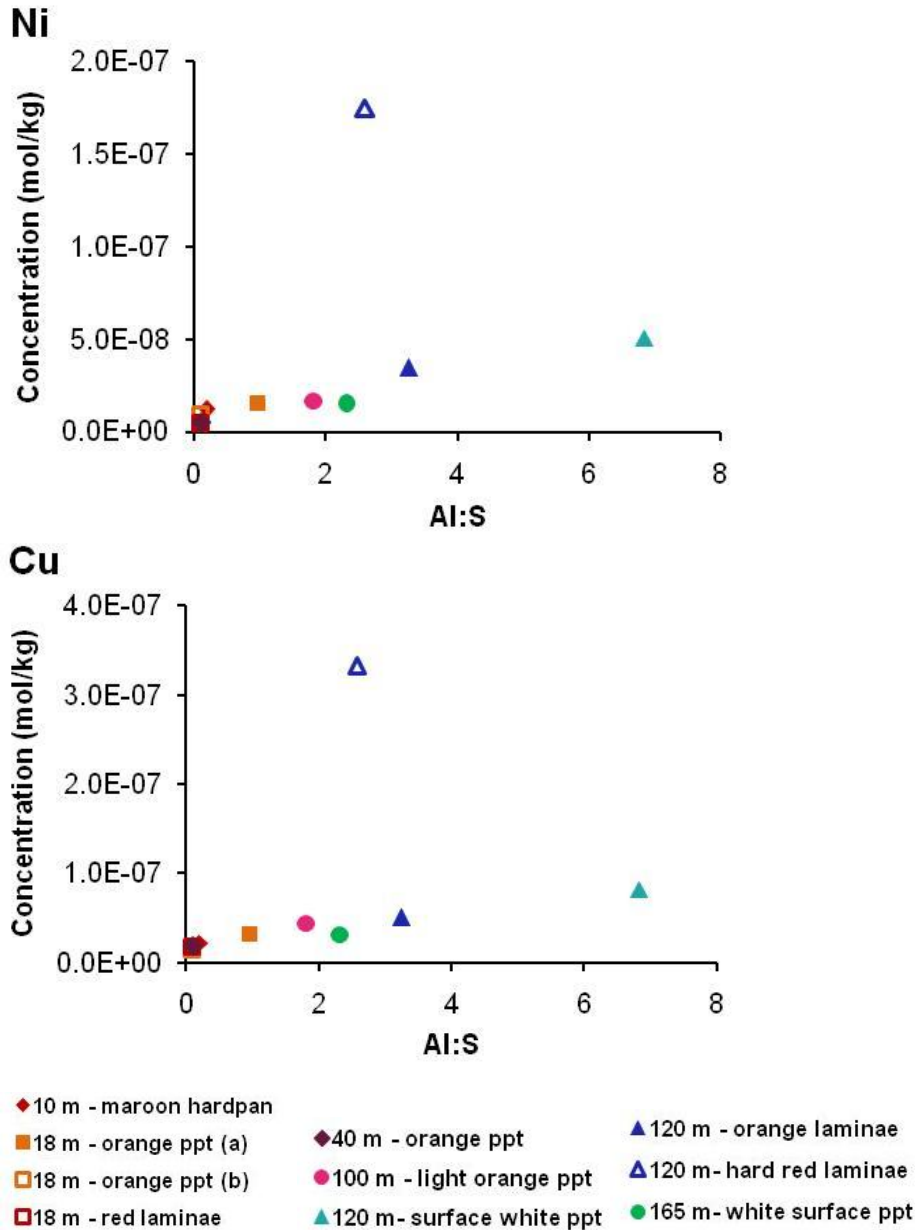 Ni
Concentration (mol/kg)
2.0E-07
1.5E-07
1.0E-07
5.0E-08
0.0E+00
0 2 4 6 8
Al:S
Cu
Concentration (mol/kg)
4.0E-07
3.0E-07
2.0E-07
1.0E-07
0.0E+00
0 2 4 6 8
Al:S
10 m - maroon hardpan
18 m - orange ppt (a)
18 m - orange ppt (b)
18 m - red laminae
40 m - orange ppt
100 m - light orange ppt
120 m- surface white ppt
120 m - orange laminae
120 m- hard red laminae
165 m- white surface ppt